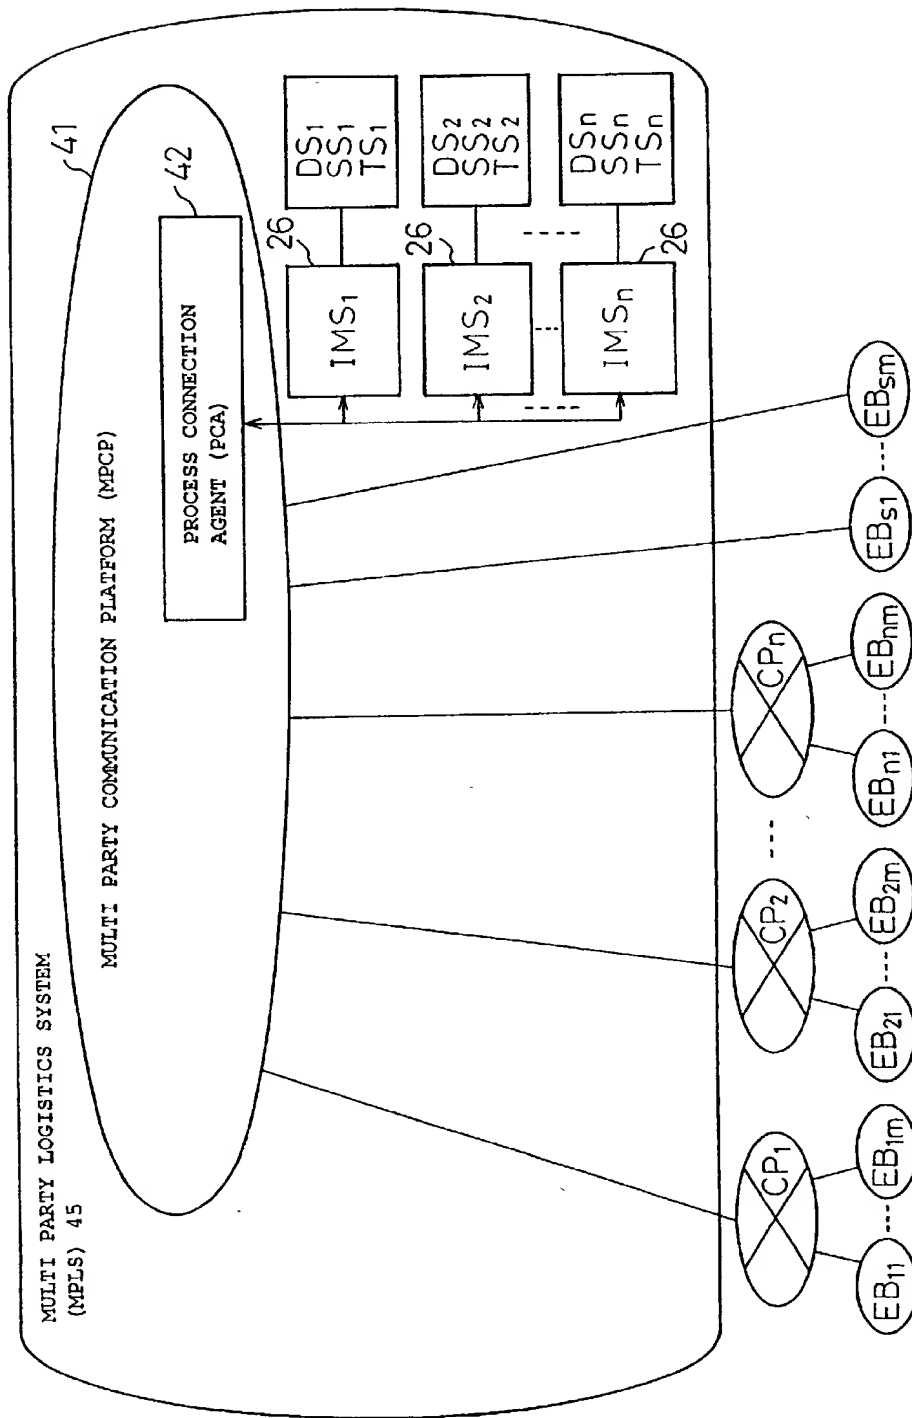 MULTI PARTY LOGISTICS SYSTEM
(MPLS) 45
MULTI PARTY COMMUNICATION PLATFORM (MPCP)
41
PROCESS CONNECTION
AGENT (PCA)
42
IMS1
26
DS1
SS1
TS1
IMS2
26
DS2
SS2
TS2
IMSn
26
DSn
SSn
TSn
CP1
CP2
CPn
EB11
EB1m
EB21
EB2m
EBn1
EBnm
EBS1
EBSm